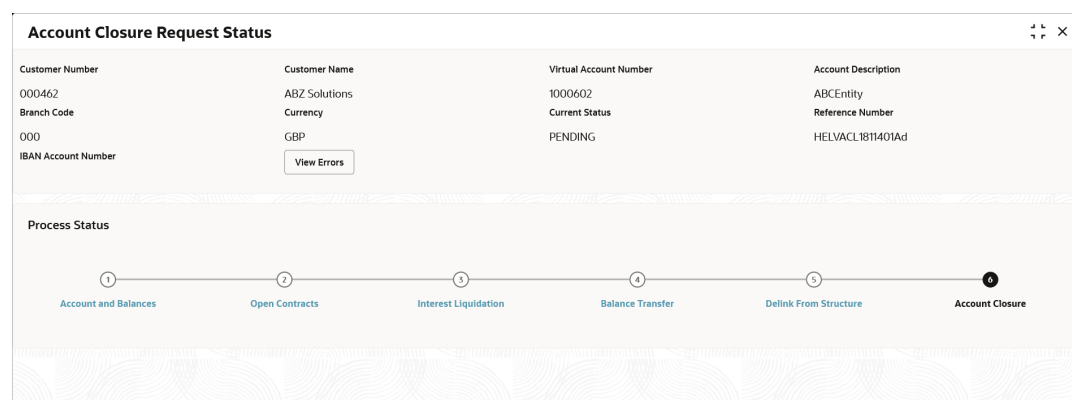 Account Closure Request Status
Customer Number Customer Name Virtual Account Number Account Description
000462 ABZ Solutions 1000602 ABCEntity
Branch Code Currency Current Status Reference Number
000 GBP PENDING HELVACL1811401Ad
IBAN Account Number View Errors
Process Status
1 2 3 4 5 6
Account and Balances Open Contracts Interest Liquidation Balance Transfer Delink From Structure Account Closure